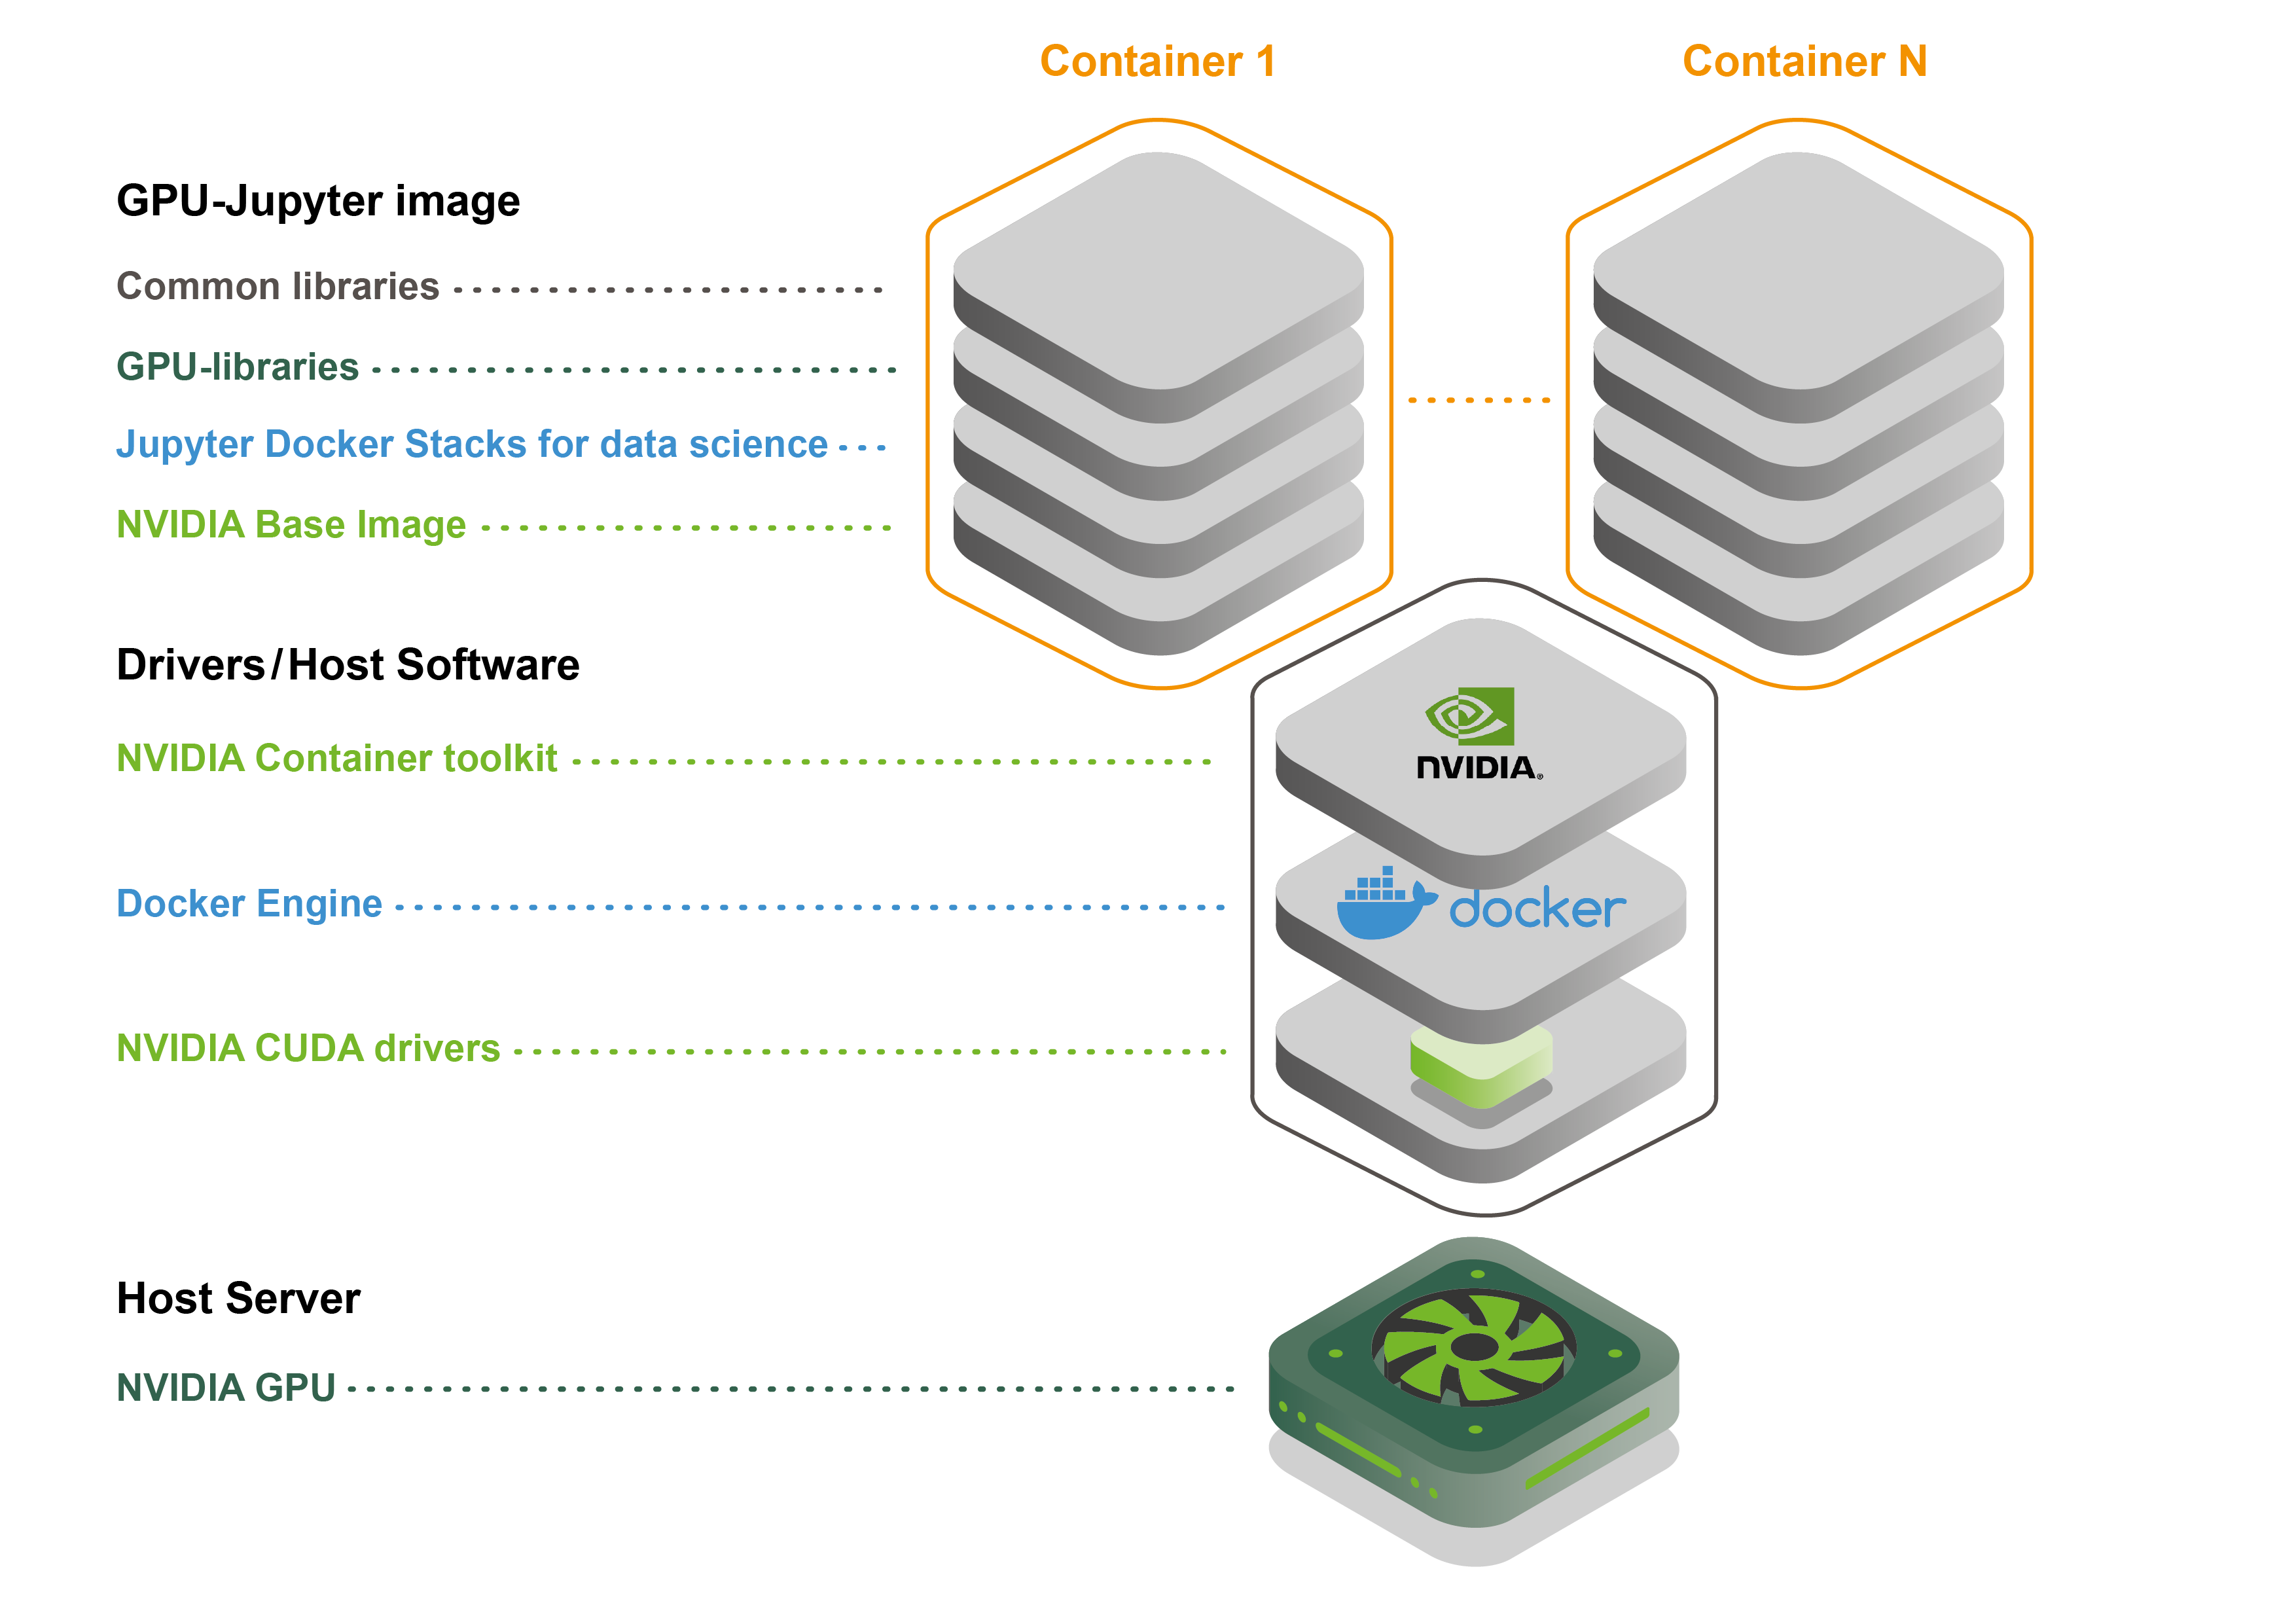 Container 1
Container N
GPU-Jupyter image
Common libraries
GPU-libraries
Jupyter Docker Stacks for data science
NVIDIA Base Image
Drivers/Host Software
NVIDIA Container toolkit
NVIDIA®
Docker Engine
docker
NVIDIA CUDA drivers
Host Server
NVIDIA GPU